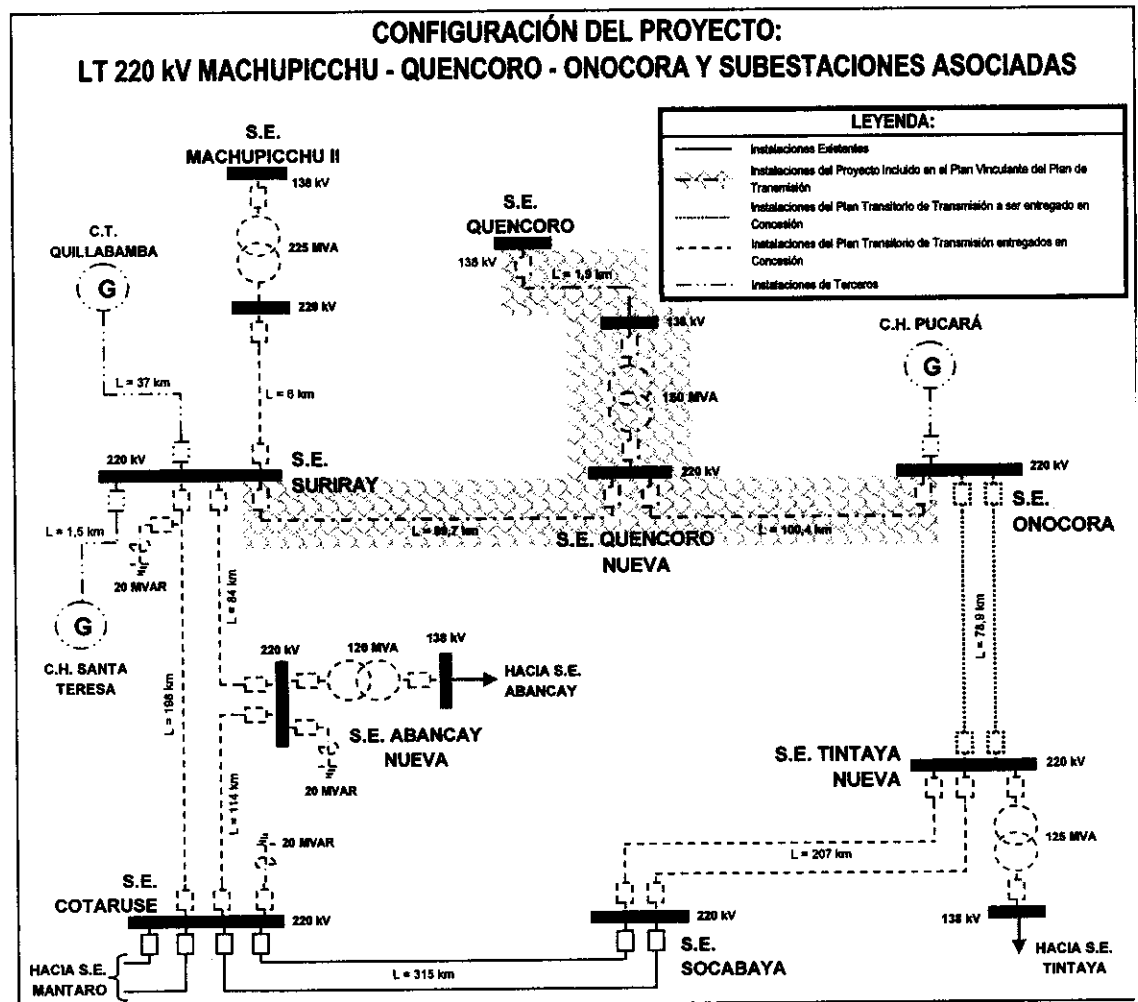 CONFIGURACIÓN DEL PROYECTO:
LT 220 kV MACHUPICCHU - QUENCORO - ONOCORA Y SUBESTACIONES ASOCIADAS
LEYENDA:
Instalaciones Existentes
Instalaciones del Proyecto Incluido en el Plan Vinculante del Plan de
Transmisión
Instalaciones del Plan Transitorio de Transmisión a ser entregado en
Concesión
Instalaciones del Plan Transitorio de Transmisión entregados en
Concesión
Instalaciones de Terceros
S.E.
MACHUPICCHU II
138 kV
225 MVA
220 kV
L = 6 km
C.T.
QUILLABAMBA
G
L = 37 km
S.E.
QUENCORO
138 kV
L = 1,9 km
138 kV
150 MVA
220 kV
S.E. QUENCORO
NUEVA
C.H. PUCARÁ
G
220 kV
S.E.
ONOCORA
220 kV
S.E.
SURIRAY
L = 89,7 km
L = 100,4 km
L = 1,5 km
20 MVAR
G
C.H. SANTA
TERESA
L = 84 km
L = 198 km
L = 78,9 km
220 kV
120 MVA
138 kV
HACIA S.E.
ABANCAY
S.E. ABANCAY
NUEVA
20 MVAR
L = 114 km
20 MVAR
S.E. TINTAYA
NUEVA
220 kV
125 MVA
138 kV
HACIA S.E.
TINTAYA
L = 207 km
S.E.
COTARUSE
220 kV
HACIA S.E.
MANTARO
L = 315 km
220 kV
S.E.
SOCABAYA